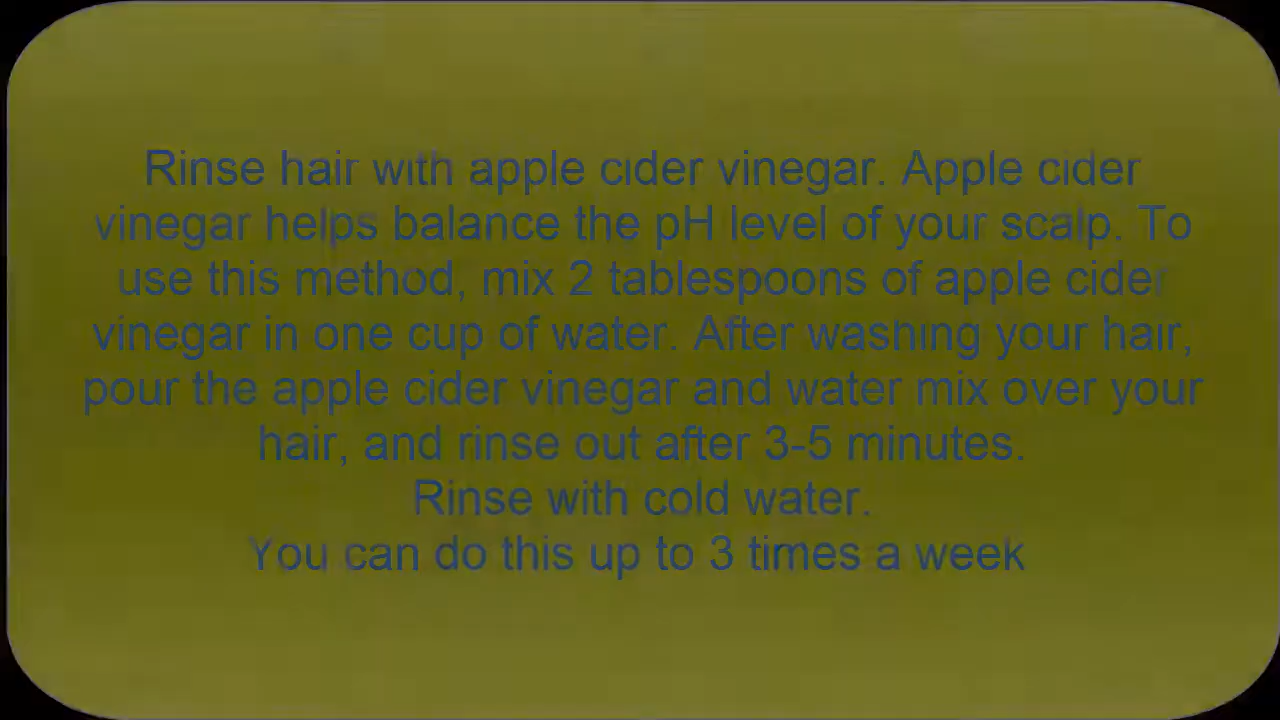 Rinse hair with apple cider vinegar. Apple cider
vinegar helps balance the pH level of your scalp. To
use this method, mix 2 tablespoons of apple cider
vinegar in one cup of water. After washing your hair,
pour the apple cider vinegar and water mix over your
hair, and rinse out after 3-5 minutes.
Rinse with cold water.
You can do this up to 3 times a week